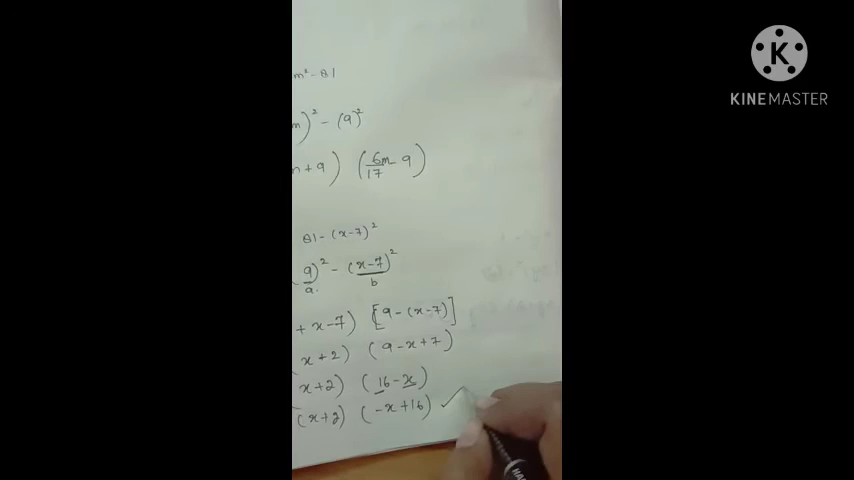 m² - 81
m)² - (9)²
+ 9) (6m/17 - 9)
81 - (x-7)²
9)² - (x-7)²
a b
+ x-7) [9 - (x-7)]
x+2) (9-x+7)
x+2) (16-x)
(x+2) (-x+16)
K
KINEMASTER